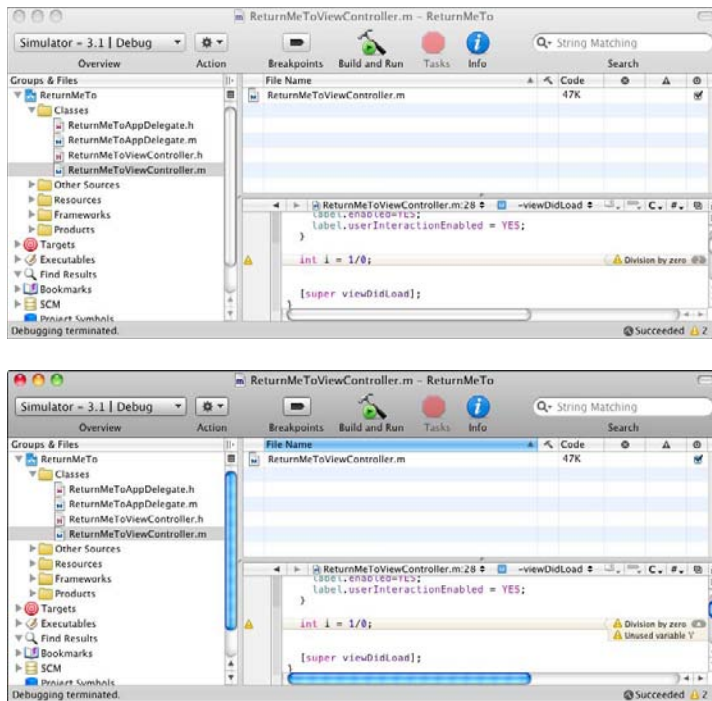 ReturnMeToViewController.m – ReturnMeTo
Simulator – 3.1 | Debug
Overview
Action
Breakpoints
Build and Run
Tasks
Info
String Matching
Search
Groups & Files
File Name
Code
ReturnMeTo
ReturnMeToViewController.m
47K
Classes
ReturnMeToAppDelegate.h
ReturnMeToAppDelegate.m
ReturnMeToViewController.h
ReturnMeToViewController.m
Other Sources
Resources
Frameworks
Products
Targets
Executables
Find Results
Bookmarks
SCM
Project Symbols
ReturnMeToViewController.m:28
-viewDidLoad
C
#
label.enabled=YES;
label.userInteractionEnabled = YES;
}
int i = 1/0;
Division by zero
[super viewDidLoad];
}
Debugging terminated.
Succeeded
2
ReturnMeToViewController.m – ReturnMeTo
Simulator – 3.1 | Debug
Overview
Action
Breakpoints
Build and Run
Tasks
Info
String Matching
Search
Groups & Files
File Name
Code
ReturnMeTo
ReturnMeToViewController.m
47K
Classes
ReturnMeToAppDelegate.h
ReturnMeToAppDelegate.m
ReturnMeToViewController.h
ReturnMeToViewController.m
Other Sources
Resources
Frameworks
Products
Targets
Executables
Find Results
Bookmarks
SCM
Project Symbols
ReturnMeToViewController.m:28
-viewDidLoad
C
#
label.enabled=YES;
label.userInteractionEnabled = YES;
}
int i = 1/0;
Division by zero
Unused variable
[super viewDidLoad];
}
Debugging terminated.
Succeeded
2